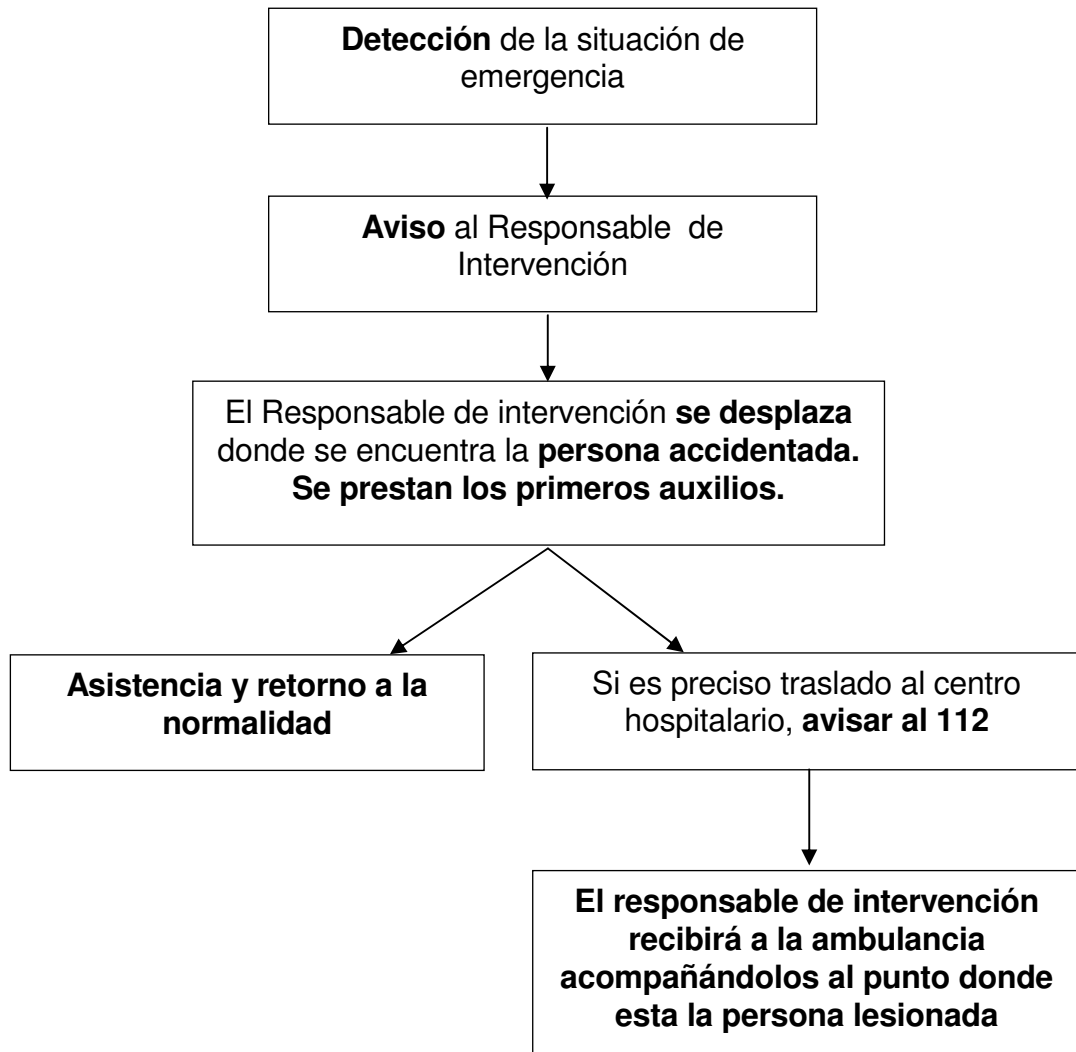 Detección de la situación de
emergencia
Aviso al Responsable de
Intervención
El Responsable de intervención se desplaza
donde se encuentra la persona accidentada.
Se prestan los primeros auxilios.
Asistencia y retorno a la
normalidad
Si es preciso traslado al centro
hospitalario, avisar al 112
El responsable de intervención
recibirá a la ambulancia
acompañándolos al punto donde
esta la persona lesionada